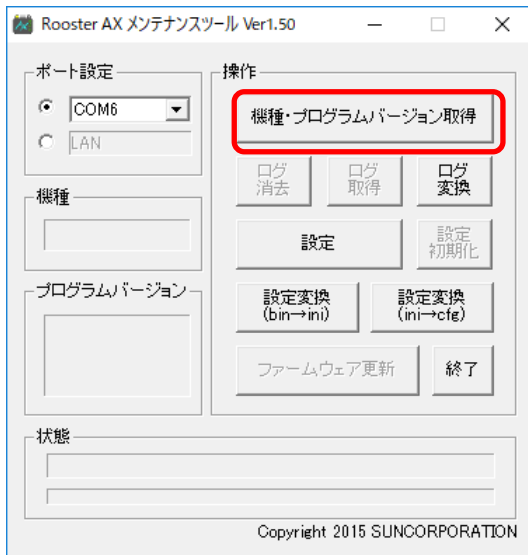 Rooster AX メンテナンスツール Ver1.50
ポート設定
COM6
LAN
機種
プログラムバージョン
操作
機種・プログラムバージョン取得
ログ
消去
ログ
取得
ログ
変換
設定
設定
初期化
設定変換
(bin→ini)
設定変換
(ini→cfg)
ファームウェア更新
終了
状態
Copyright 2015 SUNCORPORATION